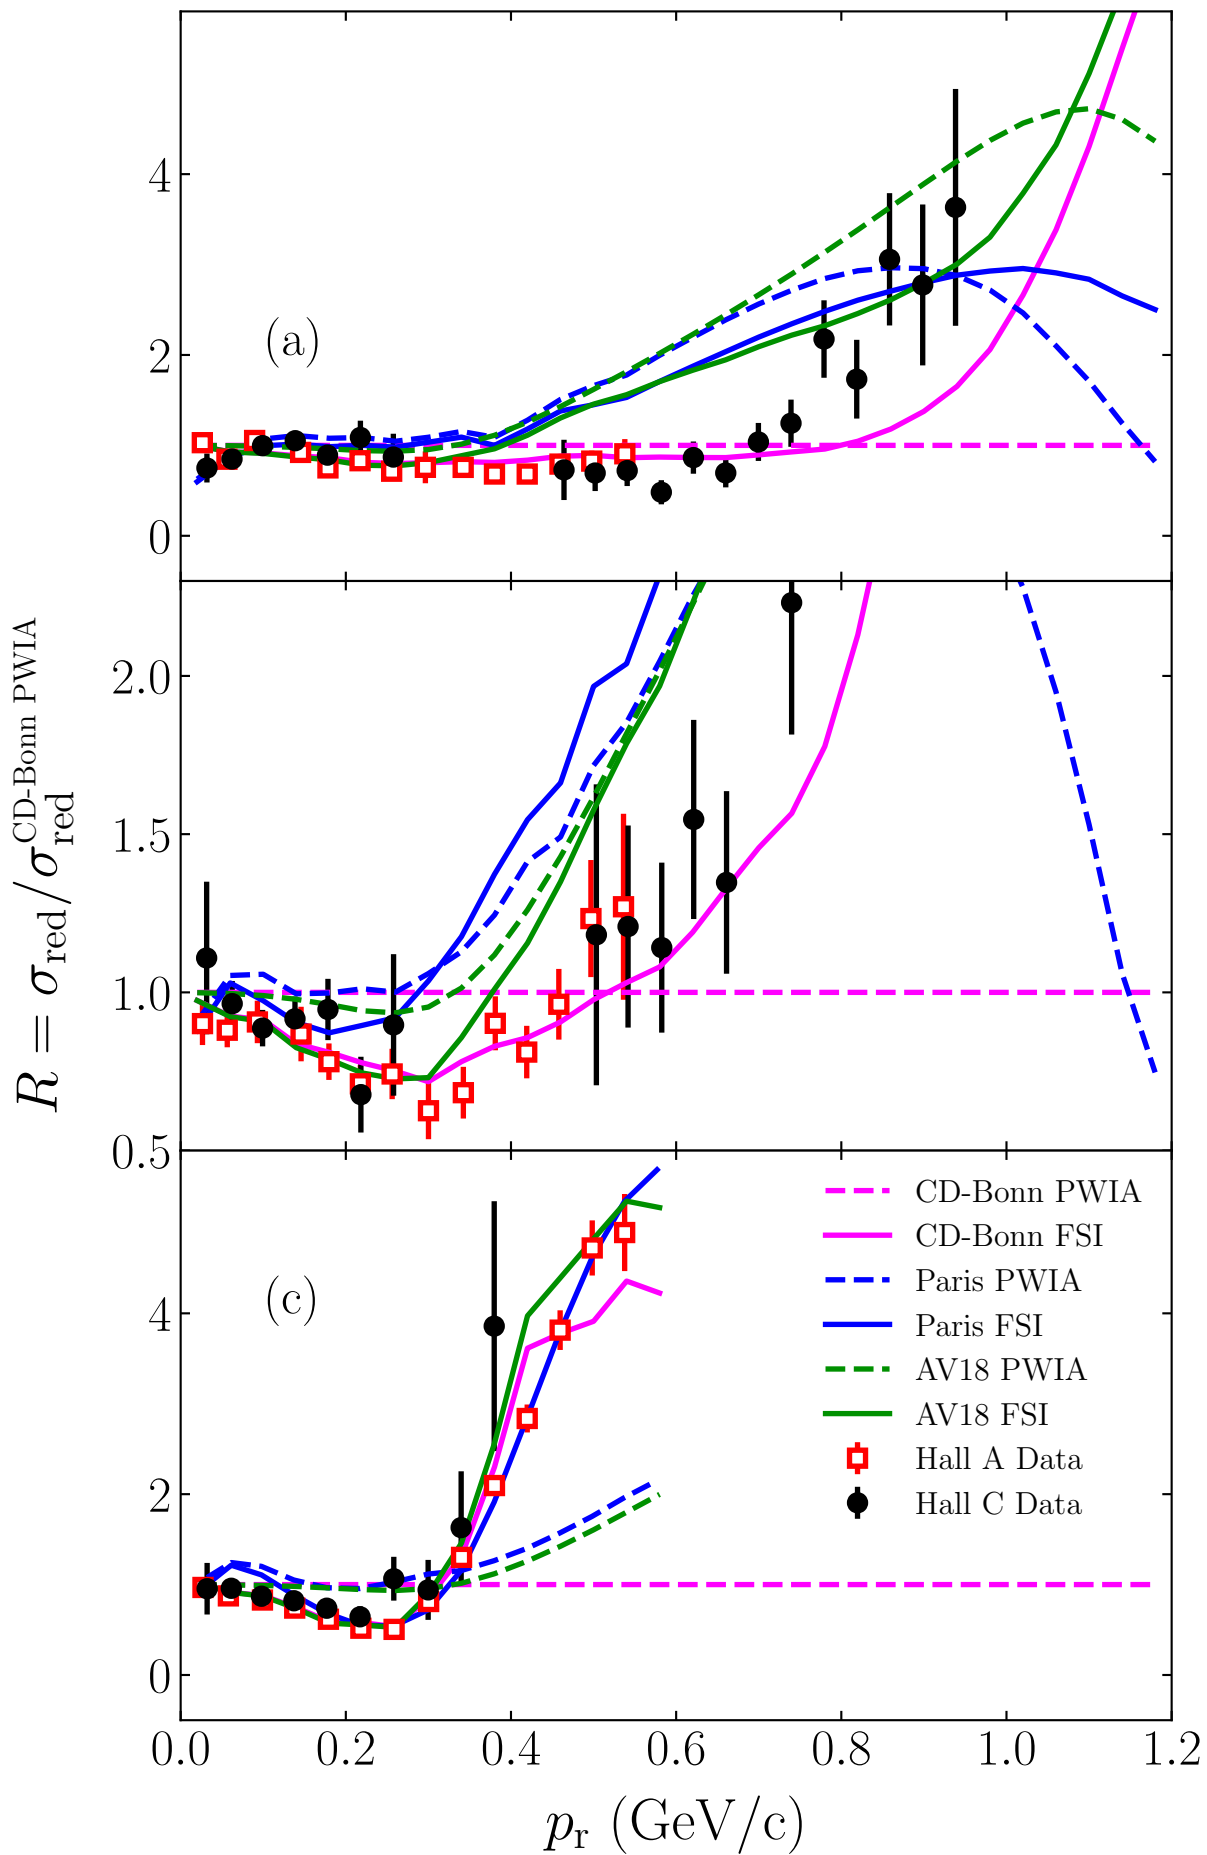 4
2
0
(a)
2.0
1.5
1.0
0.5
R = σred/σred^CD-Bonn PWIA
4
2
0
(c)
CD-Bonn PWIA
CD-Bonn FSI
Paris PWIA
Paris FSI
AV18 PWIA
AV18 FSI
Hall A Data
Hall C Data
0.0 0.2 0.4 0.6 0.8 1.0 1.2
pr (GeV/c)